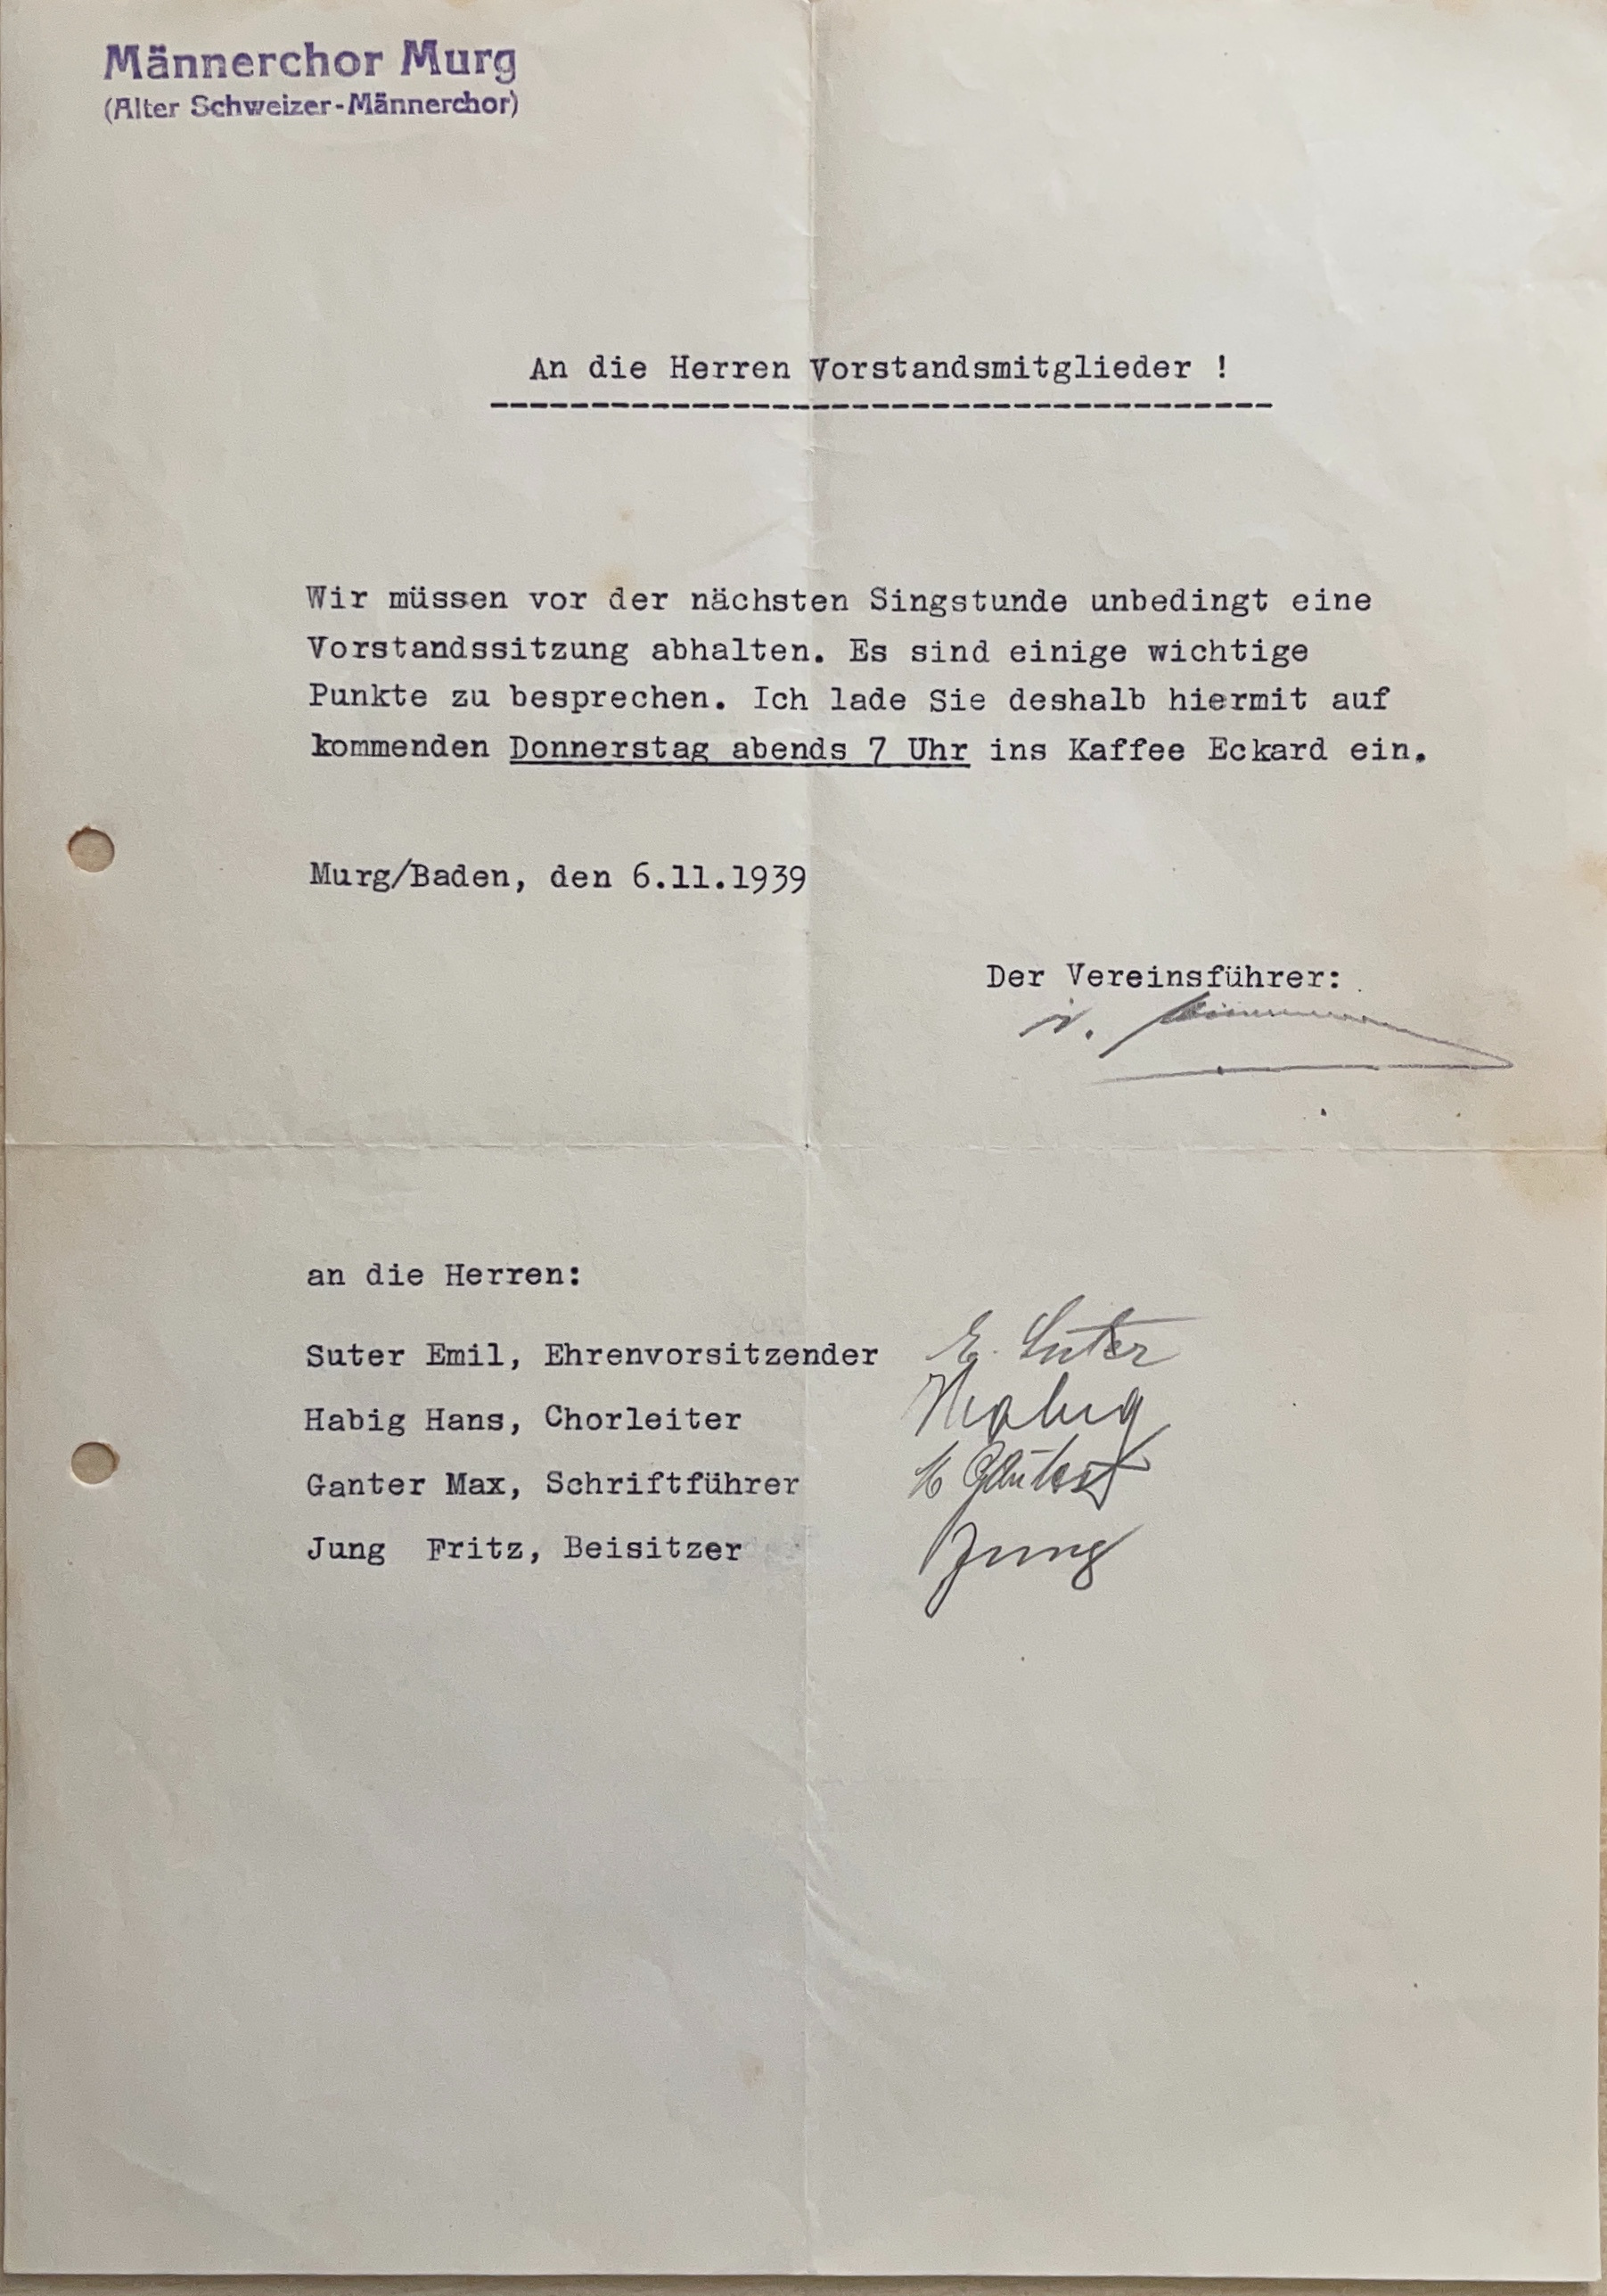 Männerchor Murg
(Alter Schweizer-Männerchor)
An die Herren Vorstandsmitglieder !
Wir müssen vor der nächsten Singstunde unbedingt eine
Vorstandssitzung abhalten. Es sind einige wichtige
Punkte zu besprechen. Ich lade Sie deshalb hiermit auf
kommenden Donnerstag abends 7 Uhr ins Kaffee Eckard ein.
Murg/Baden, den 6.11.1939
Der Vereinsführer:
an die Herren:
Suter Emil, Ehrenvorsitzender E. Suter
Habig Hans, Chorleiter Habig
Ganter Max, Schriftführer M Ganter
Jung Fritz, Beisitzer Jung